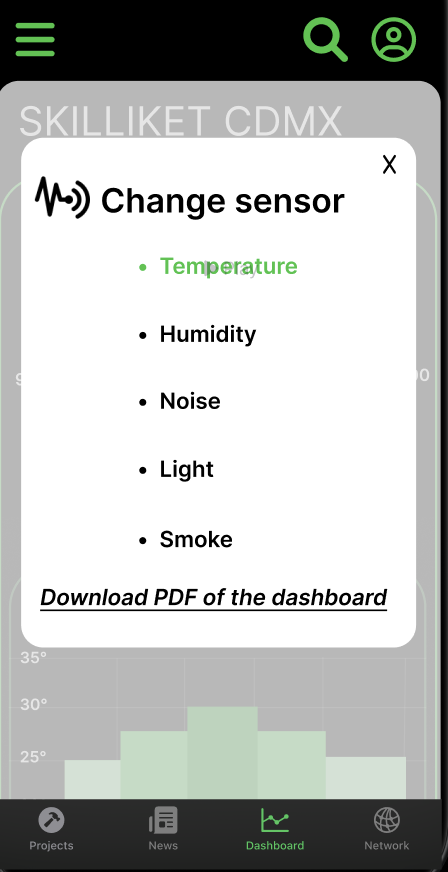 SKILLIKET CDMX
X
Change sensor
• Temperature
• Humidity
• Noise
• Light
• Smoke
Download PDF of the dashboard
35°
30°
25°
Projects News Dashboard Network